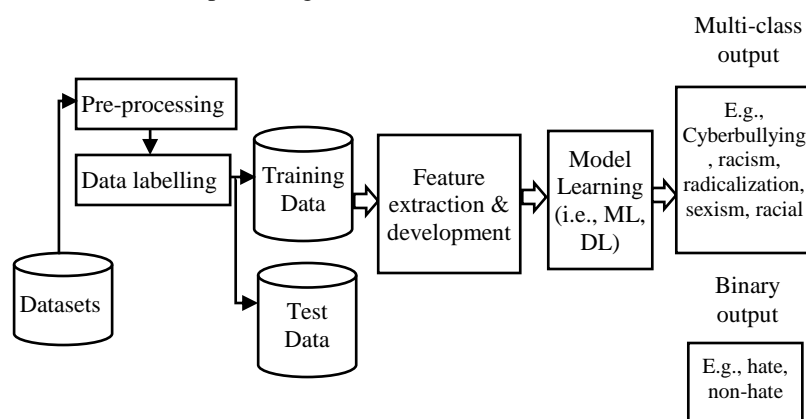 Multi-class
output
Pre-processing
Data labelling
Datasets
Training
Data
Test
Data
Feature
extraction &
development
Model
Learning
(i.e., ML,
DL)
E.g.,
Cyberbullying
, racism,
radicalization,
sexism, racial
Binary
output
E.g., hate,
non-hate